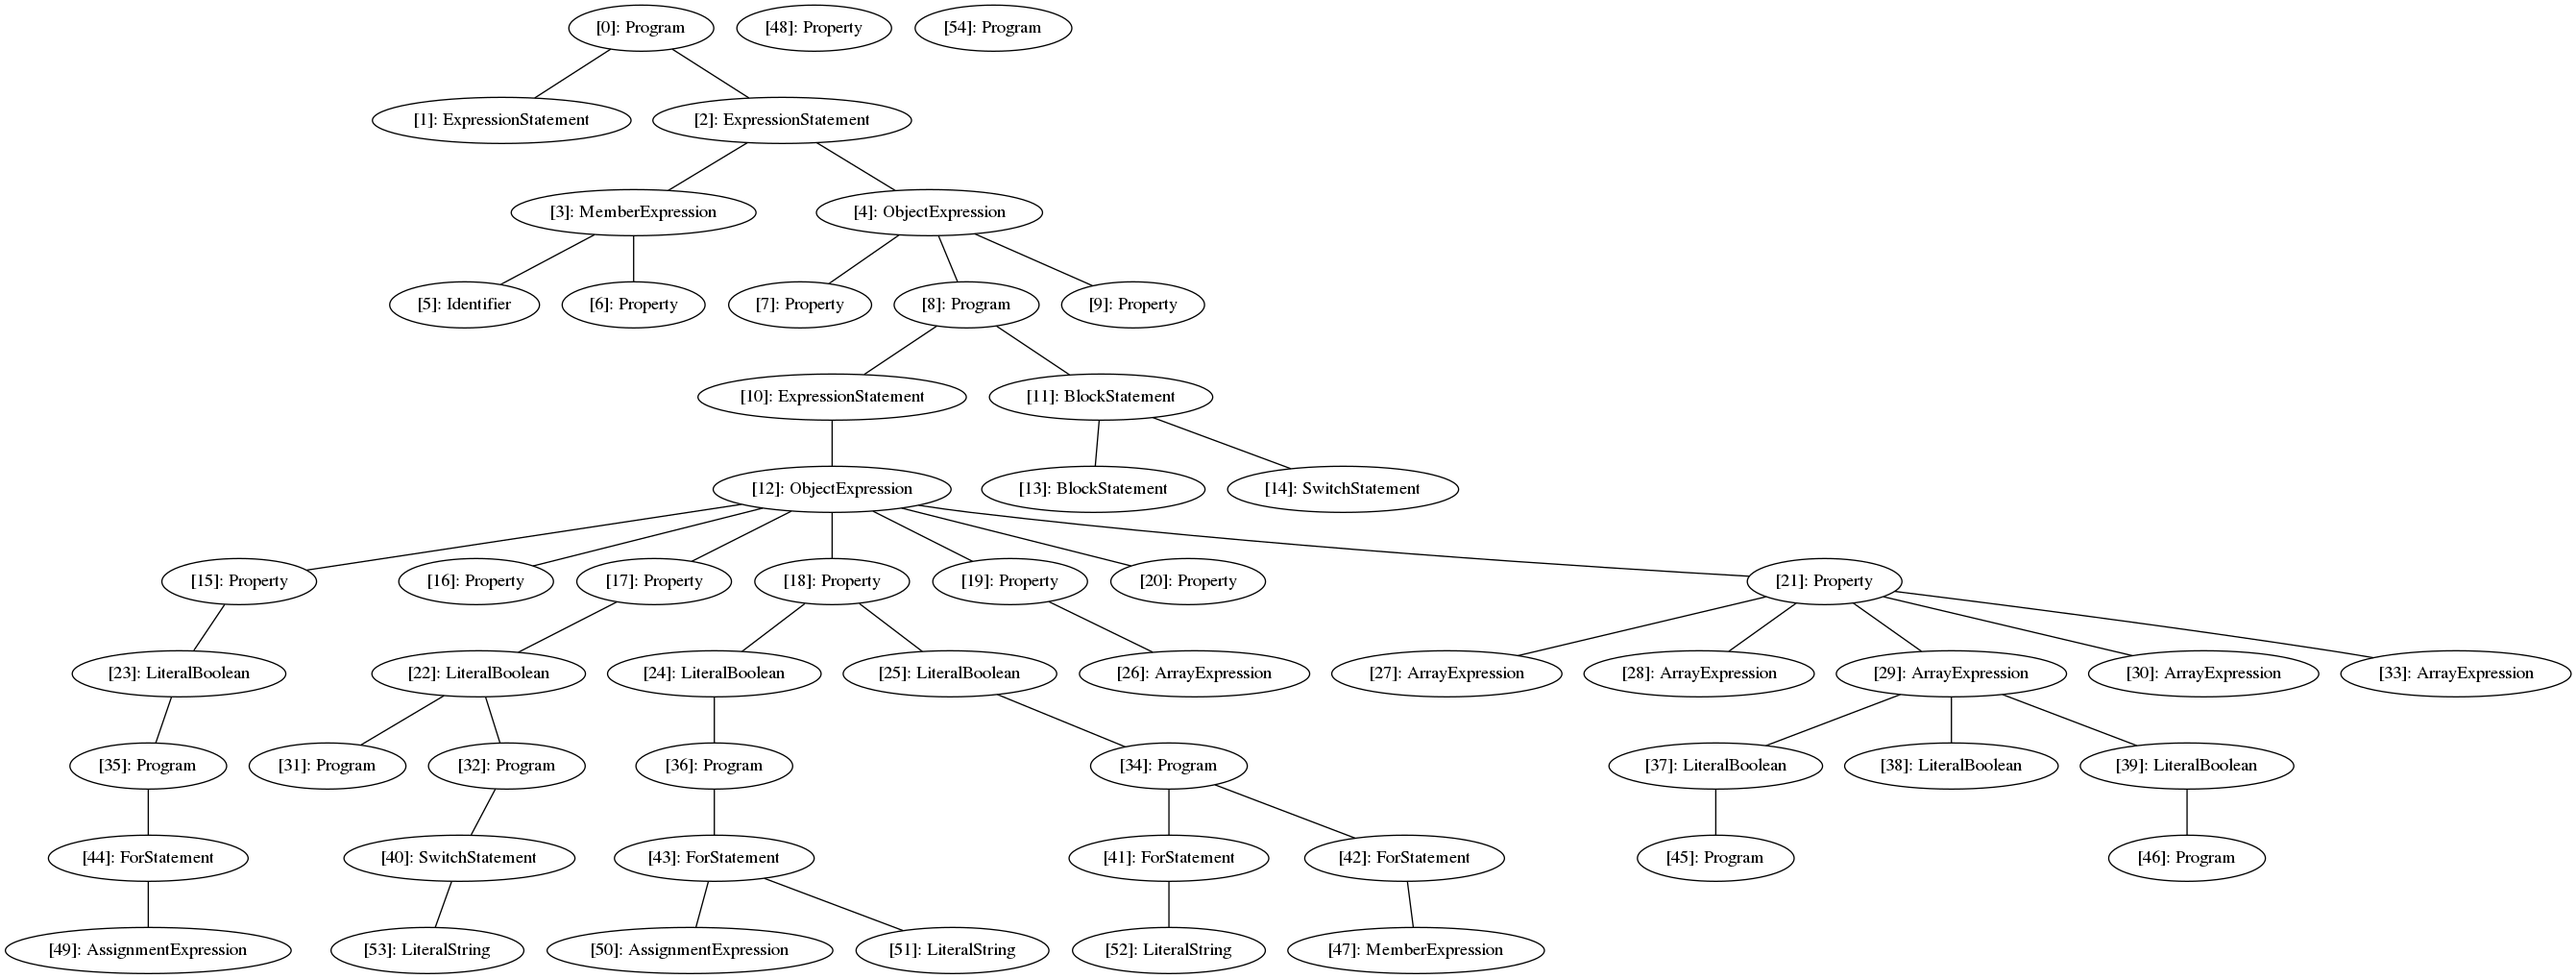 [0]: Program
[48]: Property
[54]: Program
[1]: ExpressionStatement
[2]: ExpressionStatement
[3]: MemberExpression
[4]: ObjectExpression
[5]: Identifier
[6]: Property
[7]: Property
[8]: Program
[9]: Property
[10]: ExpressionStatement
[11]: BlockStatement
[12]: ObjectExpression
[13]: BlockStatement
[14]: SwitchStatement
[15]: Property
[16]: Property
[17]: Property
[18]: Property
[19]: Property
[20]: Property
[21]: Property
[23]: LiteralBoolean
[22]: LiteralBoolean
[24]: LiteralBoolean
[25]: LiteralBoolean
[26]: ArrayExpression
[27]: ArrayExpression
[28]: ArrayExpression
[29]: ArrayExpression
[30]: ArrayExpression
[33]: ArrayExpression
[35]: Program
[31]: Program
[32]: Program
[36]: Program
[34]: Program
[37]: LiteralBoolean
[38]: LiteralBoolean
[39]: LiteralBoolean
[44]: ForStatement
[40]: SwitchStatement
[43]: ForStatement
[41]: ForStatement
[42]: ForStatement
[45]: Program
[46]: Program
[49]: AssignmentExpression
[53]: LiteralString
[50]: AssignmentExpression
[51]: LiteralString
[52]: LiteralString
[47]: MemberExpression